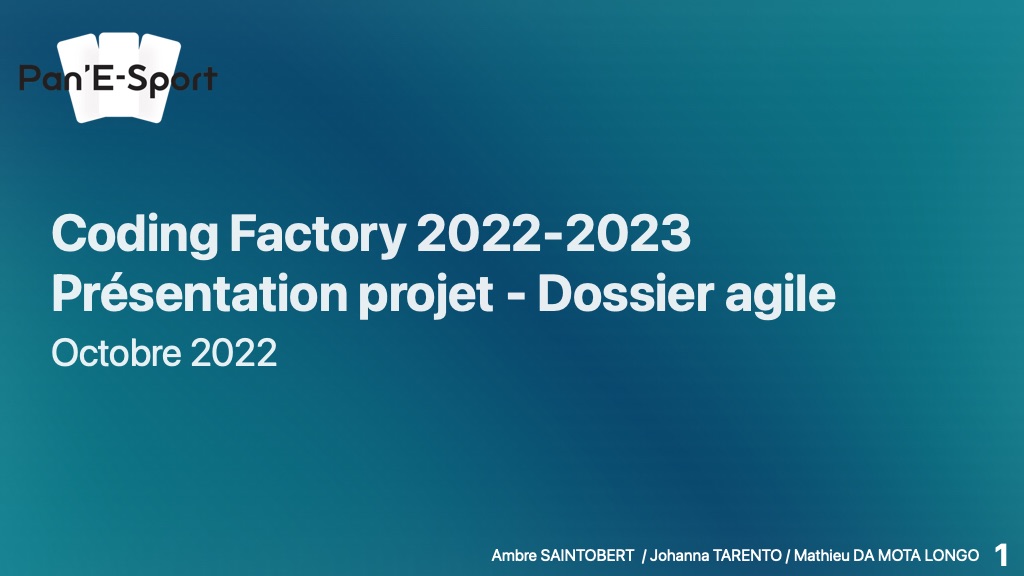 Pan'E-Sport
Coding Factory 2022-2023
Présentation projet - Dossier agile
Octobre 2022
Ambre SAINTOBERT / Johanna TARENTO / Mathieu DA MOTA LONGO 1